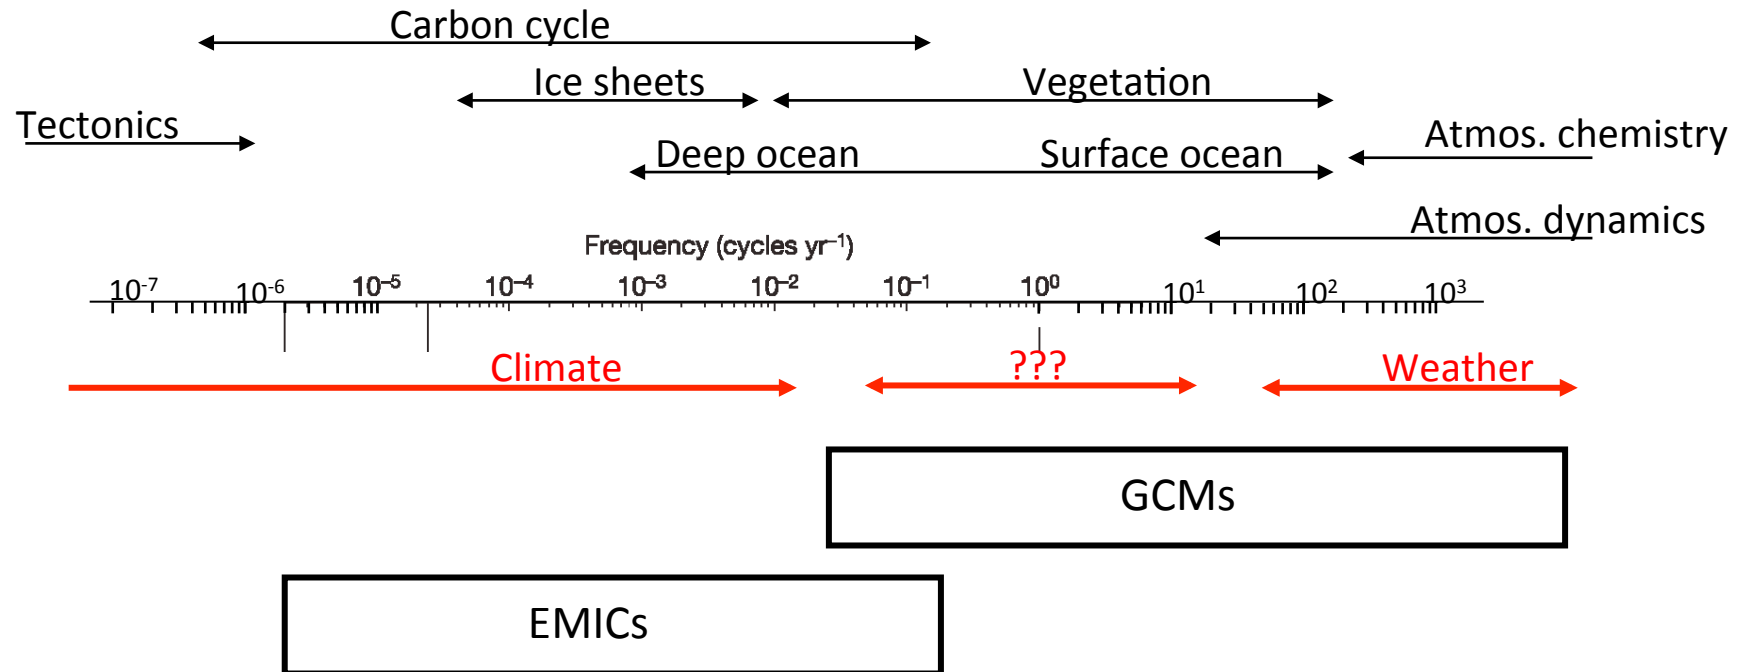 Carbon cycle
Ice sheets
Vegetation
Tectonics
Atmos. chemistry
Deep ocean
Surface ocean
Atmos. dynamics
Frequency (cycles yr⁻¹)
10⁻⁷ 10⁻⁶ 10⁻⁵ 10⁻⁴ 10⁻³ 10⁻² 10⁻¹ 10⁰ 10¹ 10² 10³
Climate
???
Weather
GCMs
EMICs